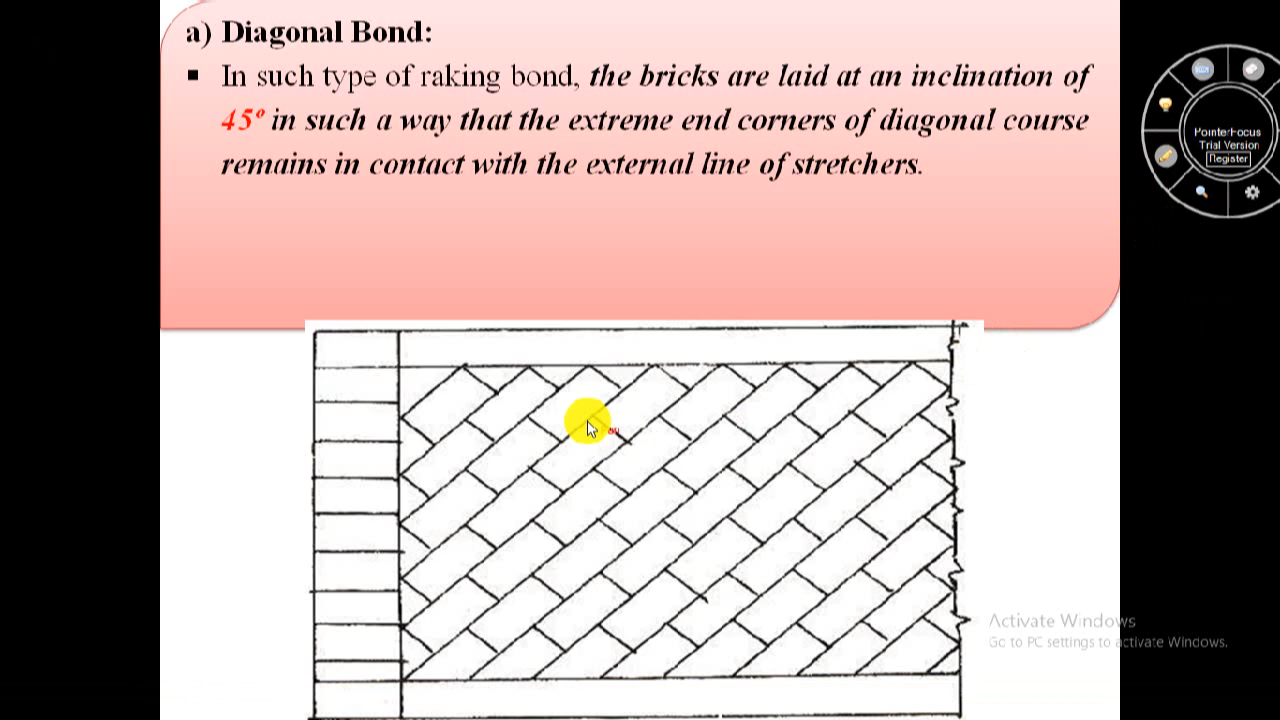 a) Diagonal Bond:
▪ In such type of raking bond, the bricks are laid at an inclination of
45º in such a way that the extreme end corners of diagonal course
remains in contact with the external line of stretchers.
PointerFocus
Trial Version
Register
Activate Windows
Go to PC settings to activate Windows.